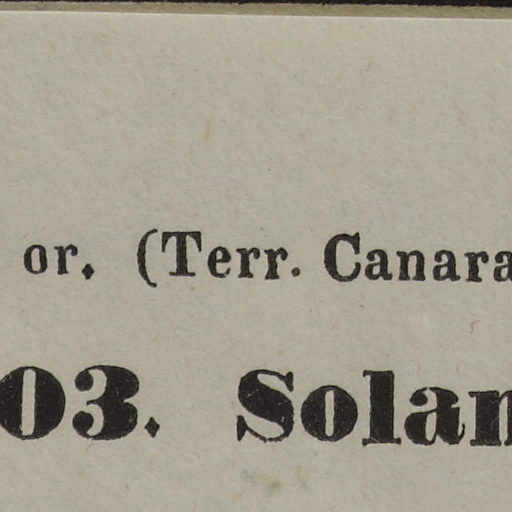 or. (Terr. Canara
03. Solan